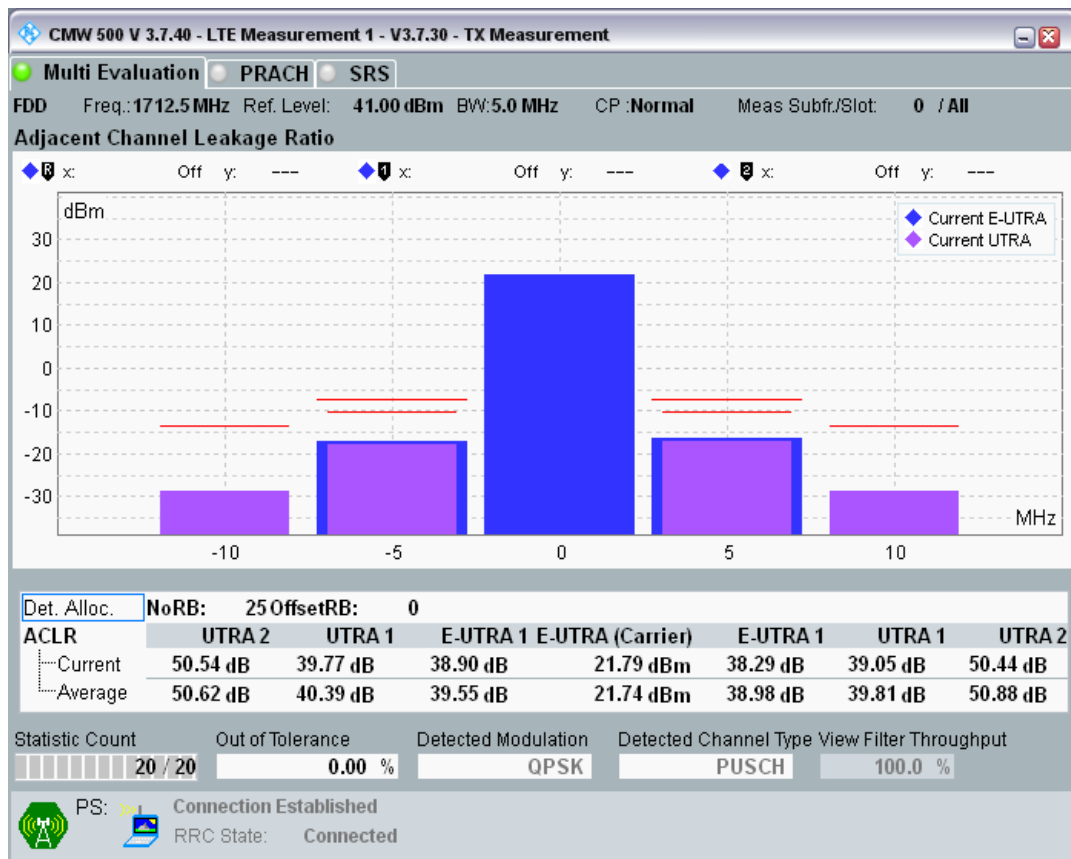 CMW 500 V 3.7.40 - LTE Measurement 1 - V3.7.30 - TX Measurement
Multi Evaluation PRACH SRS
FDD Freq.:1712.5 MHz Ref. Level: 41.00 dBm BW:5.0 MHz CP :Normal Meas Subfr./Slot: 0 / All
Adjacent Channel Leakage Ratio
R x: Off y: --- 1 x: Off y: --- 2 x: Off y: ---
dBm
Current E-UTRA
Current UTRA
30
20
10
0
-10
-20
-30
MHz
-10 -5 0 5 10
Det. Alloc. NoRB: 25 OffsetRB: 0
ACLR UTRA 2 UTRA 1 E-UTRA 1 E-UTRA (Carrier) E-UTRA 1 UTRA 1 UTRA 2
Current 50.54 dB 39.77 dB 38.90 dB 21.79 dBm 38.29 dB 39.05 dB 50.44 dB
Average 50.62 dB 40.39 dB 39.55 dB 21.74 dBm 38.98 dB 39.81 dB 50.88 dB
Statistic Count Out of Tolerance Detected Modulation Detected Channel Type View Filter Throughput
20 / 20 0.00 % QPSK PUSCH 100.0 %
PS: Connection Established
RRC State: Connected